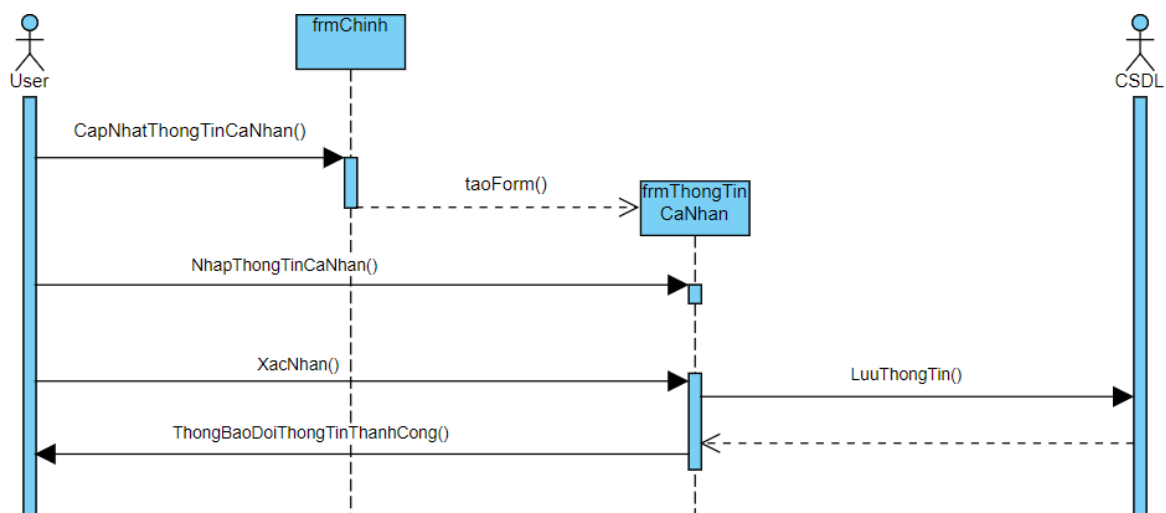 frmChinh
User
CSDL
CapNhatThongTinCaNhan()
taoForm()
frmThongTin
CaNhan
NhapThongTinCaNhan()
XacNhan()
LuuThongTin()
ThongBaoDoiThongTinThanhCong()